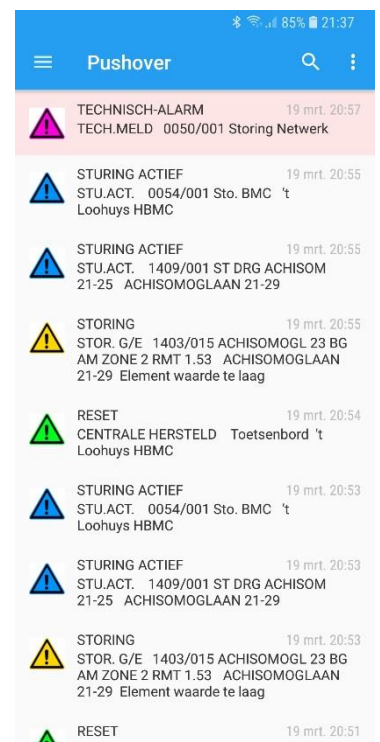 85% 21:37
Pushover
TECHNISCH-ALARM 19 mrt. 20:57
TECH.MELD 0050/001 Storing Netwerk
STURING ACTIEF 19 mrt. 20:55
STU.ACT. 0054/001 Sto. BMC 't
Loohuys HBMC
STURING ACTIEF 19 mrt. 20:55
STU.ACT. 1409/001 ST DRG ACHISOM
21-25 ACHISOMOGLAAN 21-29
STORING 19 mrt. 20:55
STOR. G/E 1403/015 ACHISOMOGL 23 BG
AM ZONE 2 RMT 1.53 ACHISOMOGLAAN
21-29 Element waarde te laag
RESET 19 mrt. 20:54
CENTRALE HERSTELD Toetsenbord 't
Loohuys HBMC
STURING ACTIEF 19 mrt. 20:53
STU.ACT. 0054/001 Sto. BMC 't
Loohuys HBMC
STURING ACTIEF 19 mrt. 20:53
STU.ACT. 1409/001 ST DRG ACHISOM
21-25 ACHISOMOGLAAN 21-29
STORING 19 mrt. 20:53
STOR. G/E 1403/015 ACHISOMOGL 23 BG
AM ZONE 2 RMT 1.53 ACHISOMOGLAAN
21-29 Element waarde te laag
RESET 19 mrt. 20:51